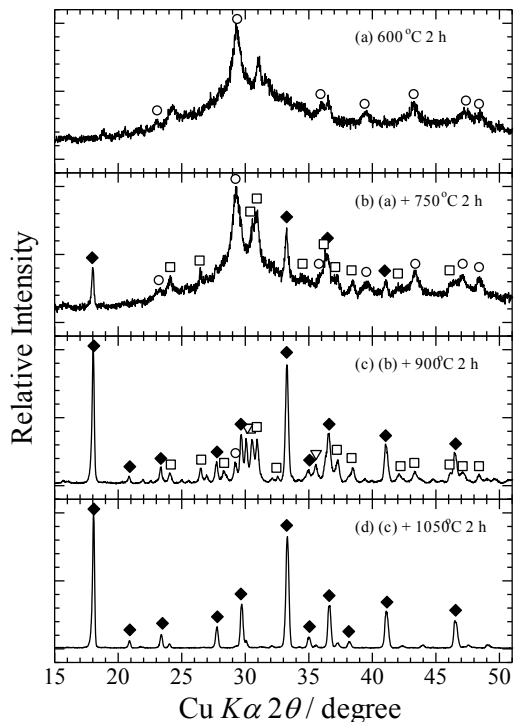 (a) 600 °C 2 h
(b) (a) + 750°C 2 h
(c) (b) + 900°C 2 h
(d) (c) + 1050°C 2 h
Relative Intensity
15 20 25 30 35 40 45 50
Cu Kα 2θ / degree